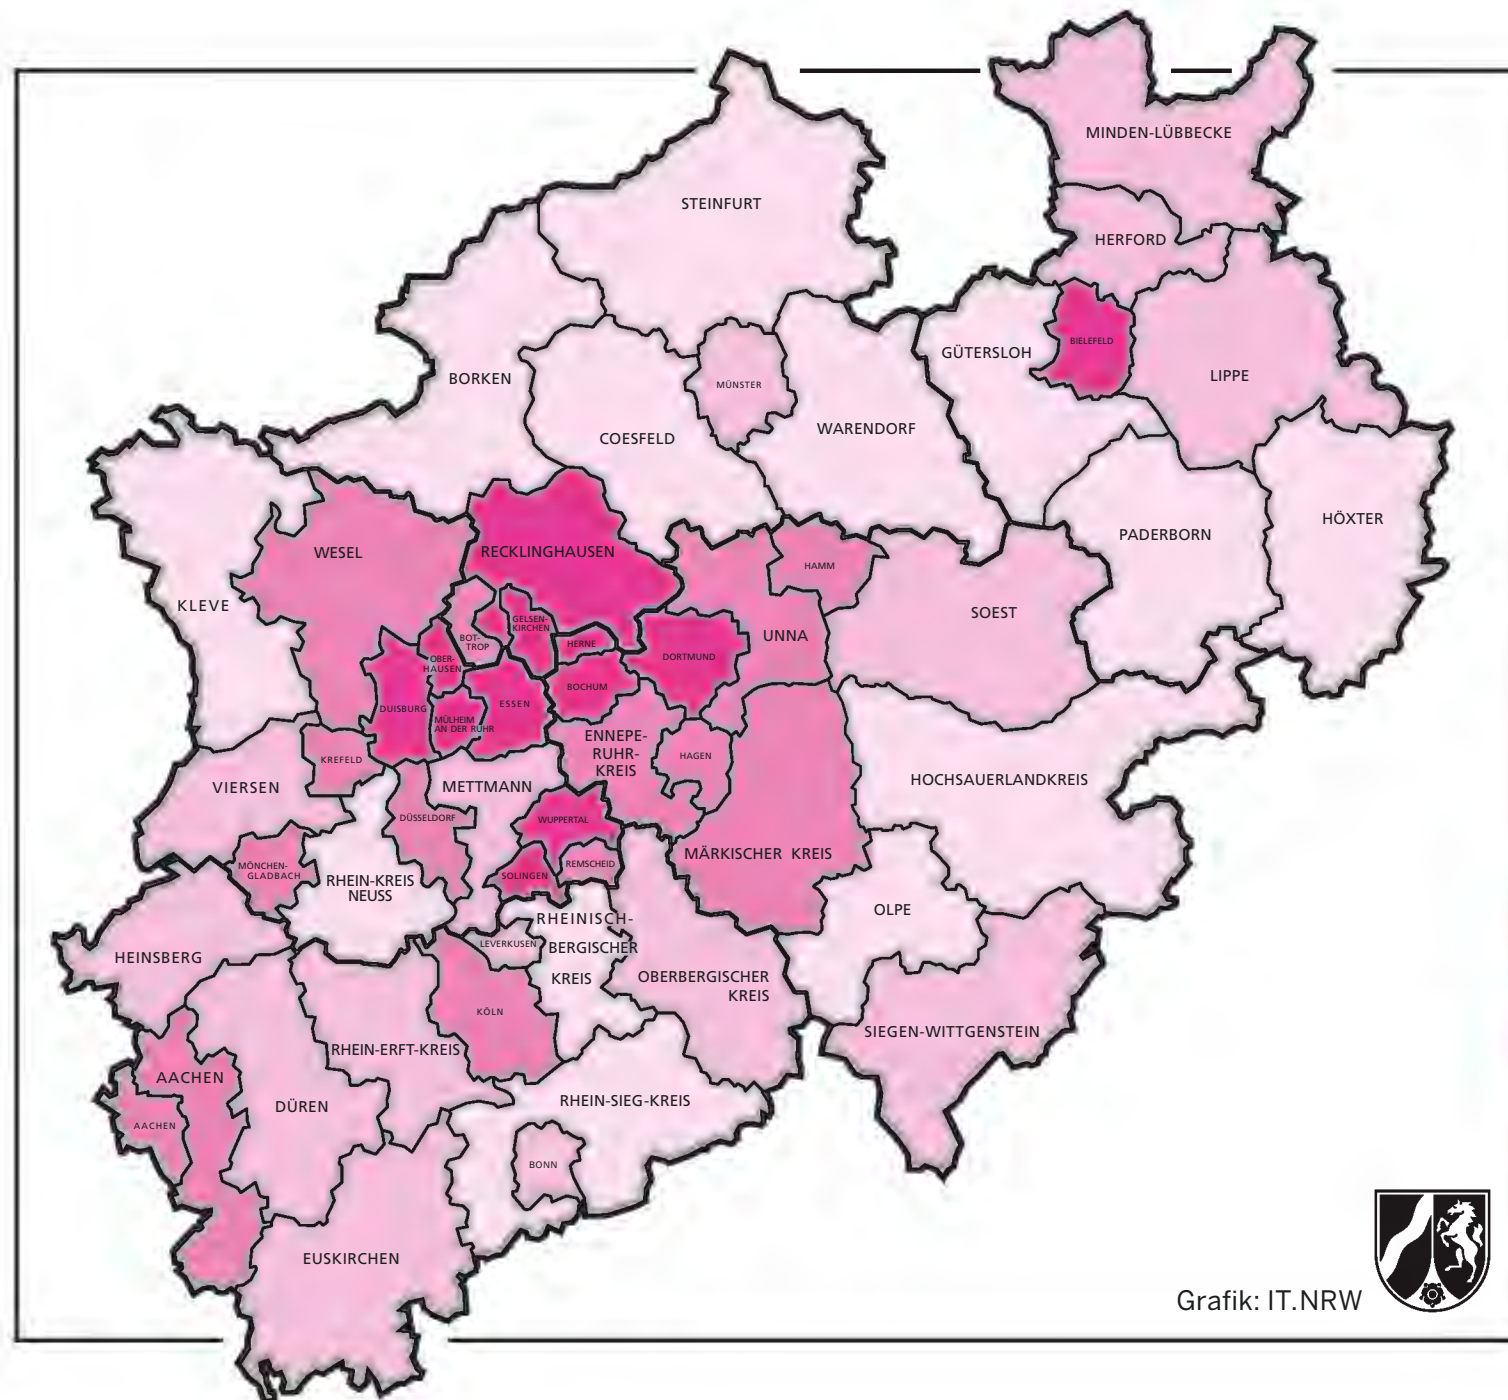 MINDEN-LÜBBECKE
STEINFURT
HERFORD
BIELEFELD
GÜTERSLOH
LIPPE
BORKEN
MÜNSTER
WARENDORF
COESFELD
HÖXTER
PADERBORN
WESEL
RECKLINGHAUSEN
HAMM
KLEVE
SOEST
GELSEN-
KIRCHEN
UNNA
BOT-
TROP
HERNE
DORTMUND
OBER-
HAUSEN
BOCHUM
ESSEN
DUISBURG
MÜLHEIM
AN DER RUHR
ENNEPE-
RUHR-
KREIS
HAGEN
KREFELD
HOCHSAUERLANDKREIS
VIERSEN
METTMANN
DÜSSELDORF
WUPPERTAL
MÄRKISCHER KREIS
REMSCHEID
MÖNCHEN-
GLADBACH
SOLINGEN
RHEIN-KREIS
NEUSS
OLPE
RHEINISCH-
BERGISCHER
KREIS
LEVERKUSEN
HEINSBERG
OBERBERGISCHER
KREIS
KÖLN
SIEGEN-WITTGENSTEIN
RHEIN-ERFT-KREIS
AACHEN
DÜREN
RHEIN-SIEG-KREIS
AACHEN
BONN
EUSKIRCHEN
Grafik: IT.NRW